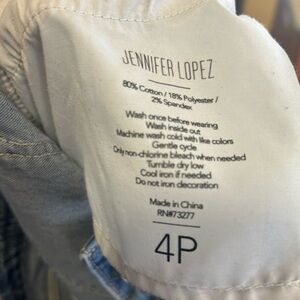 JENNIFER LOPEZ
80% Cotton / 18% Polyester /
2% Spandex
Wash once before wearing
Wash inside out
Machine wash cold with like colors
Gentle cycle
Only non-chlorine bleach when needed
Tumble dry low
Cool iron if needed
Do not iron decoration
Made in China
RN#73277
4P